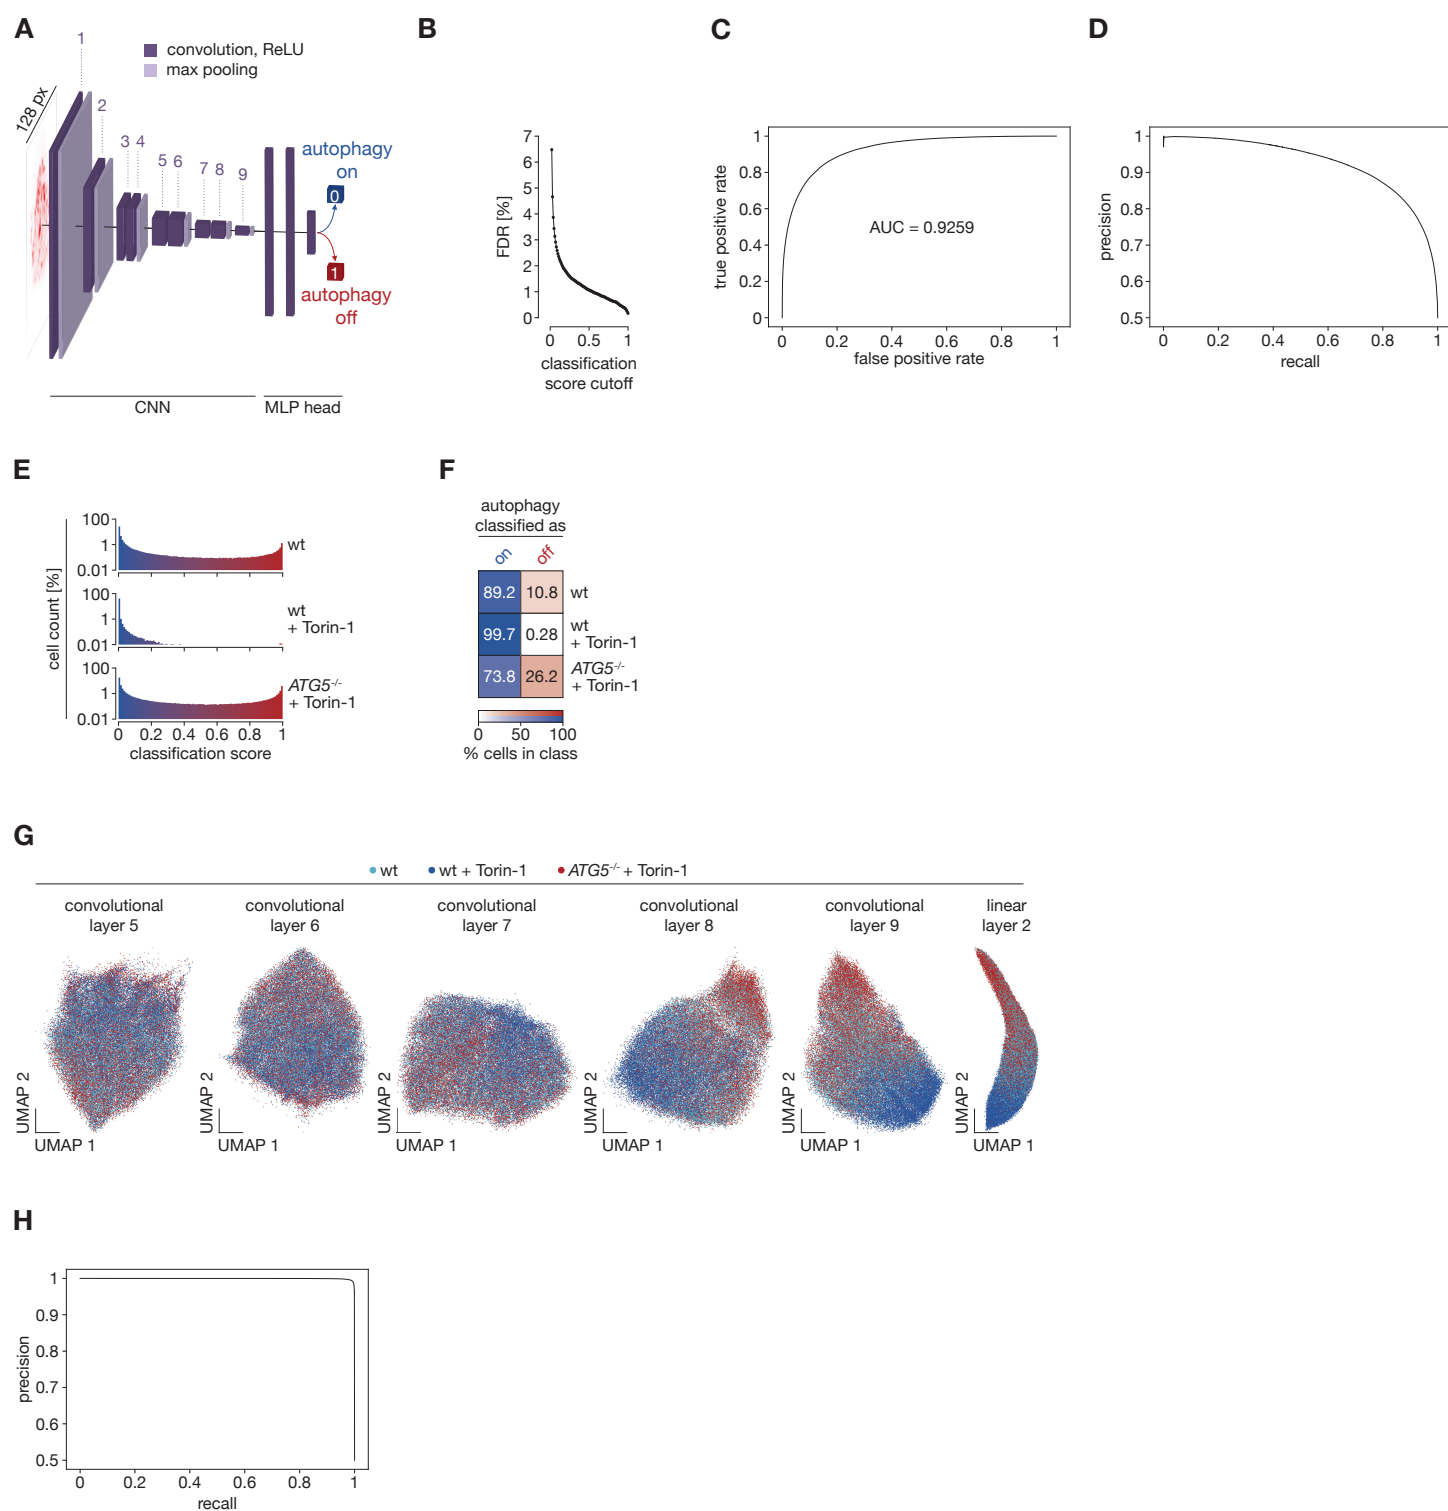 A
1
2
3
4
5
6
7
8
9
128 px
convolution, ReLU
max pooling
autophagy
on
0
1
autophagy
off
CNN
MLP head
B
FDR [%]
7
6
5
4
3
2
1
0
0
0.5
1
classification
score cutoff
C
true positive rate
1
0.8
0.6
0.4
0.2
0
AUC = 0.9259
0
0.2
0.4
0.6
0.8
1
false positive rate
D
precision
1
0.9
0.8
0.7
0.6
0.5
0
0.2
0.4
0.6
0.8
1
recall
E
cell count [%]
100
1
0.01
wt
100
1
0.01
wt
+ Torin-1
100
1
0.01
ATG5-/-
+ Torin-1
0
0.2
0.4
0.6
0.8
1
classification score
F
autophagy
classified as
on
off
89.2
10.8
wt
99.7
0.28
wt
+ Torin-1
73.8
26.2
ATG5-/-
+ Torin-1
0
50
100
% cells in class
G
wt
wt + Torin-1
ATG5-/- + Torin-1
convolutional
layer 5
convolutional
layer 6
convolutional
layer 7
convolutional
layer 8
convolutional
layer 9
linear
layer 2
UMAP 2
UMAP 1
UMAP 2
UMAP 1
UMAP 2
UMAP 1
UMAP 2
UMAP 1
UMAP 2
UMAP 1
UMAP 2
UMAP 1
H
precision
1
0.9
0.8
0.7
0.6
0.5
0
0.2
0.4
0.6
0.8
1
recall